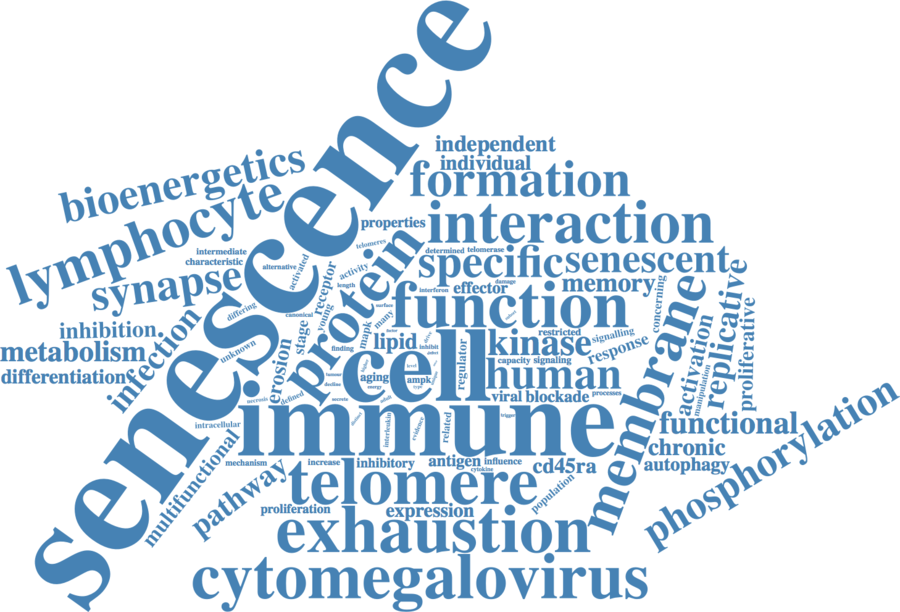 senescence
independent
individual
bioenergetics
formation
lymphocyte
properties
interaction
telomeres
intermediate
characteristic
determined
telomerase
protein
specific
senescent
alternative
activated
activity
receptor
synapse
length
damage
interferon
effector
memory
concerning
replicative
function
membrane
surface
young
differing
canonical
many
mapk
inhibition
infection
stage
restricted
signalling
activation
proliferative
metabolism
unknown
finding
lipid
inhibit
cell
kinase
response
regulator
differentiation
erosion
capacity
signaling
manipulation
level
aging
ampk
type
energy
human
decline
necrosis
defined
secrete
viral
blockade
processes
immune
intracellular
interleukin
evidence
related
trigger
functional
phosphorylation
multifunctional
chronic
mechanism
increase
inhibitory
antigen
influence
cytokine
cd45ra
autophagy
pathway
telomere
population
proliferation
expression
exhaustion
cytomegalovirus